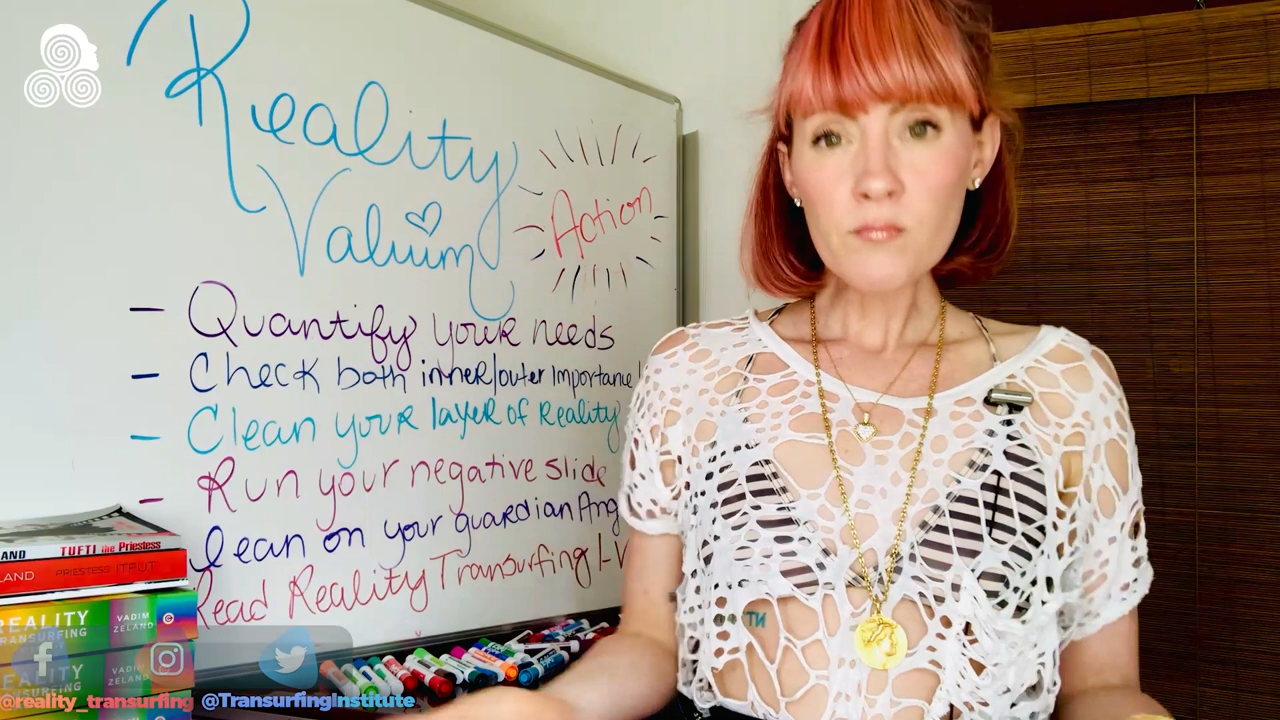 Reality
Valium
Action
- Quantify your needs
- Check both inner/outer Importance!
- Clean your layer of Reality
- Run your negative slide
lean on your guardian Ang
Read Reality Transurfing I-V
LAND TUFTI the Priestess
LAND PRIESTESS ITFUT
REALITY TRANSURFING VADIM ZELAND
REALITY TRANSURFING VADIM ZELAND
@reality_transurfing @TransurfingInstitute